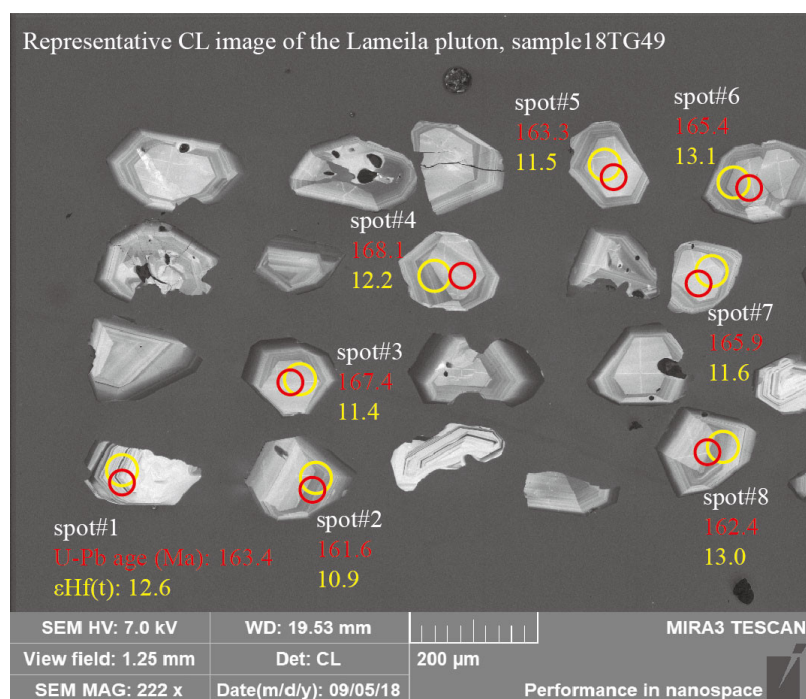 Representative CL image of the Lameila pluton, sample18TG49
spot#5
163.3
11.5
spot#6
165.4
13.1
spot#4
168.1
12.2
spot#7
165.9
11.6
spot#3
167.4
11.4
spot#1
U-Pb age (Ma): 163.4
εHf(t): 12.6
spot#2
161.6
10.9
spot#8
162.4
13.0
SEM HV: 7.0 kV
WD: 19.53 mm
MIRA3 TESCAN
View field: 1.25 mm
Det: CL
200 µm
SEM MAG: 222 x
Date(m/d/y): 09/05/18
Performance in nanospace